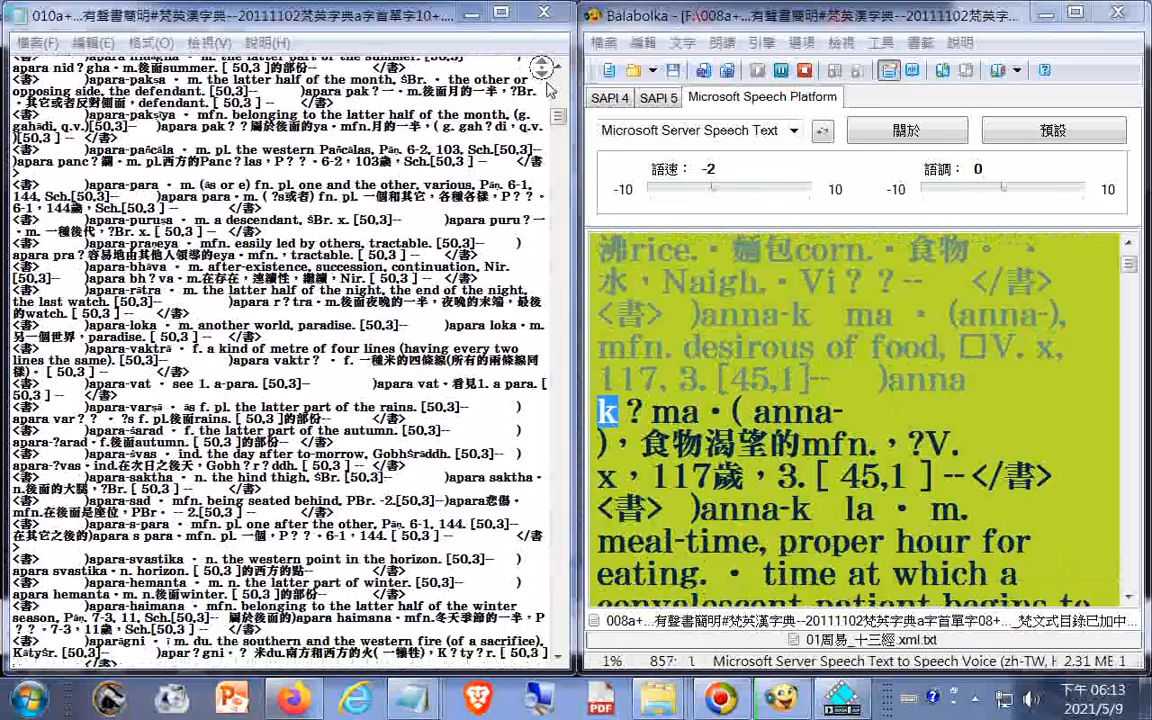 010a+...有聲書簡明#梵英漢字典--20111102梵英字典a字首單字10+...
檔案(F) 編輯(E) 格式(O) 檢視(V) 說明(H)
apara nid?gha・m.後面summer. [ 50,3 ]的部份 </書>
<書> )apara-pakṣa ・ m. the latter half of the month, ŚBr. ・ the other or
opposing side, the defendant. [50,3]-- )apara pak?一・m.後面月的一半，?Br.
・其它或者反對側面，defendant. [ 50,3 ] </書>
<書> )apara-pakṣīya ・ mfn. belonging to the latter half of the month, (g.
gahādi, q.v.)[50,3]-- )apara pak??屬於後面的ya・mfn.月的一半，( g. gah?di, q.v.
)[50,3 ] </書>
<書> )apara-pañcāla ・ m. pl. the western Pañcālas, Pāṇ. 6-2, 103, Sch.[50,3]--
)apara panc?鋼・m. pl.西方的Panc?las，P???。6-2，103歲，Sch.[50,3 ] </書
>
<書> )apara-para ・ m. (ās or e) fn. pl. one and the other, various, Pāṇ. 6-1,
144, Sch.[50,3]-- )apara para・m. ( ?s或者) fn. pl.一個和其它，各種各樣，P???。
6-1，144歲，Sch.[50,3 ] </書>
<書> )apara-puruṣa ・ m. a descendant, ŚBr. x. [50,3]-- )apara puru?一
・m.一種後代，?Br. x. [ 50,3 ] </書>
<書> )apara-praṇeya ・ mfn. easily led by others, tractable. [50,3]-- )
apara pra?容易地由其他人領導的eya・mfn.，tractable. [ 50,3 ] </書>
<書> )apara-bhāva ・ m. after-existence, succession, continuation, Nir.
[50,3]-- )apara bh?va・m.在存在，連續性，繼續，Nir. [ 50,3 ] </書>
<書> )apara-rātra ・ m. the latter half of the night, the end of the night,
the last watch. [50,3]-- )apara r?tra・m.後面夜晚的一半，夜晚的末端，最後
的watch. [ 50,3 ] </書>
<書> )apara-loka ・ m. another world, paradise. [50,3]-- )apara loka・m.
另一個世界，paradise. [ 50,3 ] </書>
<書> )apara-vaktrā ・ f. a kind of metre of four lines (having every two
lines the same). [50,3]-- )apara vaktr?・f.一種米的四條線(所有的兩條線同
樣)。[ 50,3 ] </書>
<書> )apara-vat ・ see 1. a-para. [50,3]-- )apara vat・看見1. a para. [
50,3 ] </書>
<書> )apara-varṣā ・ ās f. pl. the latter part of the rains. [50,3]-- )
apara var??・?s f. pl.後面rains. [ 50,3 ]的部份 </書>
<書> )apara-śarad ・ f. the latter part of the autumn. [50,3]-- )
apara-?arad・f.後面autumn. [ 50,3 ]的部份 </書>
<書> )apara-śvas ・ ind. the day after to-morrow, Gobhśrāddh. [50,3]-- )
apara-?vas・ind.在次日之後天，Gobh?r?ddh. [ 50,3 ] </書>
<書> )apara-saktha ・ n. the hind thigh, ŚBr. [50,3]-- )apara saktha・
n.後面的大腿，?Br. [ 50,3 ] </書>
<書> )apara-sad ・ mfn. being seated behind, PBr. -2.[50,3]-- )apara悲傷・
mfn.在後面是座位，PBr。-- 2.[50,3 ] </書>
<書> )apara-s-para ・ mfn. pl. one after the other, Pāṇ. 6-1, 144. [50,3]-- )
在其它之後的)apara s para・mfn. pl.一個，P???。6-1，144. [ 50,3 ] </書
>
<書> )apara-svastika ・ n. the western point in the horizon. [50,3]-- )
apara svastika・n. horizon. [ 50,3 ]的西方的點 </書>
<書> )apara-hemanta ・ m. n. the latter part of winter. [50,3]-- )
apara hemanta・m. n.後面winter. [ 50,3 ]的部份 </書>
<書> )apara-haimana ・ mfn. belonging to the latter half of the winter
season, Pāṇ. 7-3, 11, Sch.[50,3]-- 屬於後面的)apara haimana・mfn.冬天季節的一半，P
???。7-3，11歲，Sch.[50,3 ] </書>
<書> )aparāgni ・ ī m. du. the southern and the western fire (of a sacrifice),
KātyŚr. [50,3]-- )apar?gni・?米du.南方和西方的火( 一犧牲)，K?ty?r. [ 50,3 ]
</書>
Balabolka - [F:\008a+...有聲書簡明#梵英漢字典--20111102梵英字...
檔案 編輯 文字 朗讀 引擎 選項 檢視 工具 書籤 說明
SAPI 4 SAPI 5 Microsoft Speech Platform
Microsoft Server Speech Text 關於 預設
語速： -2 語調： 0
-10 10 -10 10
沸rice.・麵包corn.・食物。・
水，Naigh.・Vi??-- </書>
<書> )anna-k ma ・ (anna-),
mfn. desirous of food, □V. x,
117, 3. [45,1]-- )anna
k?ma・( anna-
)，食物渴望的mfn.，?V.
x，117歲，3. [ 45,1 ] --</書>
<書> )anna-k la ・ m.
meal-time, proper hour for
eating. ・ time at which a
convalescent patient begins to
008a+...有聲書簡明#梵英漢字典--20111102梵英字典a字首單字08+..._梵文目錄已加中...
01周易_十三經.xml.txt
1% 857: Microsoft Server Speech Text to Speech Voice (zh-TW, H 2.31 MB 1
下午 06:13
2021/5/9